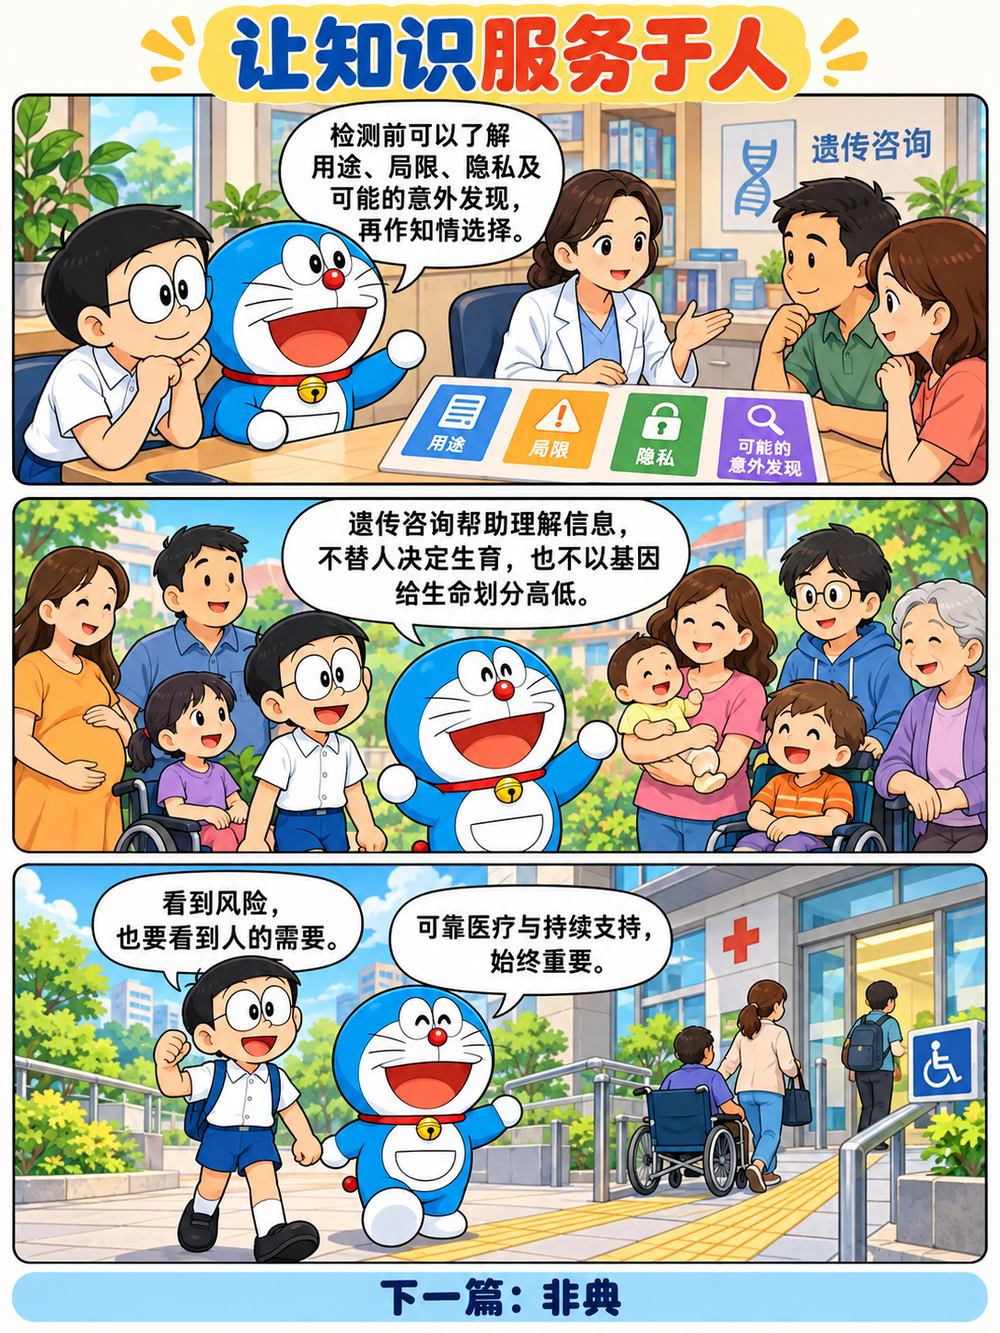 让知识服务于人
检测前可以了解
用途、局限、隐私及
可能的意外发现，
再作知情选择。
遗传咨询
用途
局限
隐私
可能的
意外发现
遗传咨询帮助理解信息，
不替人决定生育，也不以基因
给生命划分高低。
看到风险，
也要看到人的需要。
可靠医疗与持续支持，
始终重要。
下一篇：非典